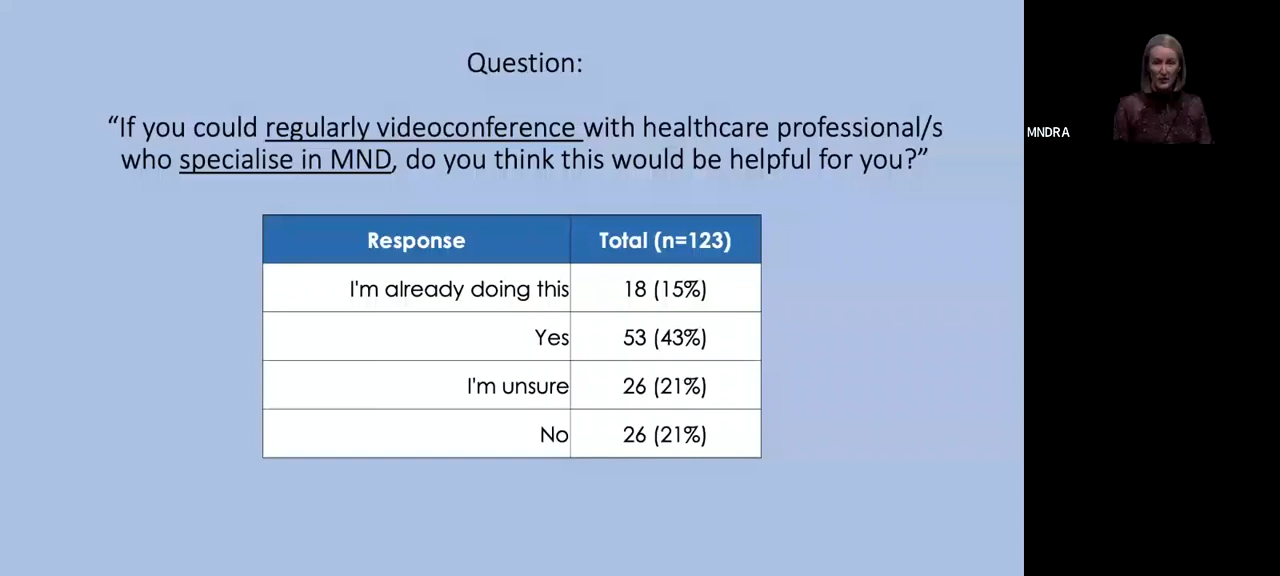 Question:
“If you could regularly videoconference with healthcare professional/s
who specialise in MND, do you think this would be helpful for you?”
Response Total (n=123)
I'm already doing this 18 (15%)
Yes 53 (43%)
I'm unsure 26 (21%)
No 26 (21%)
MNDRA